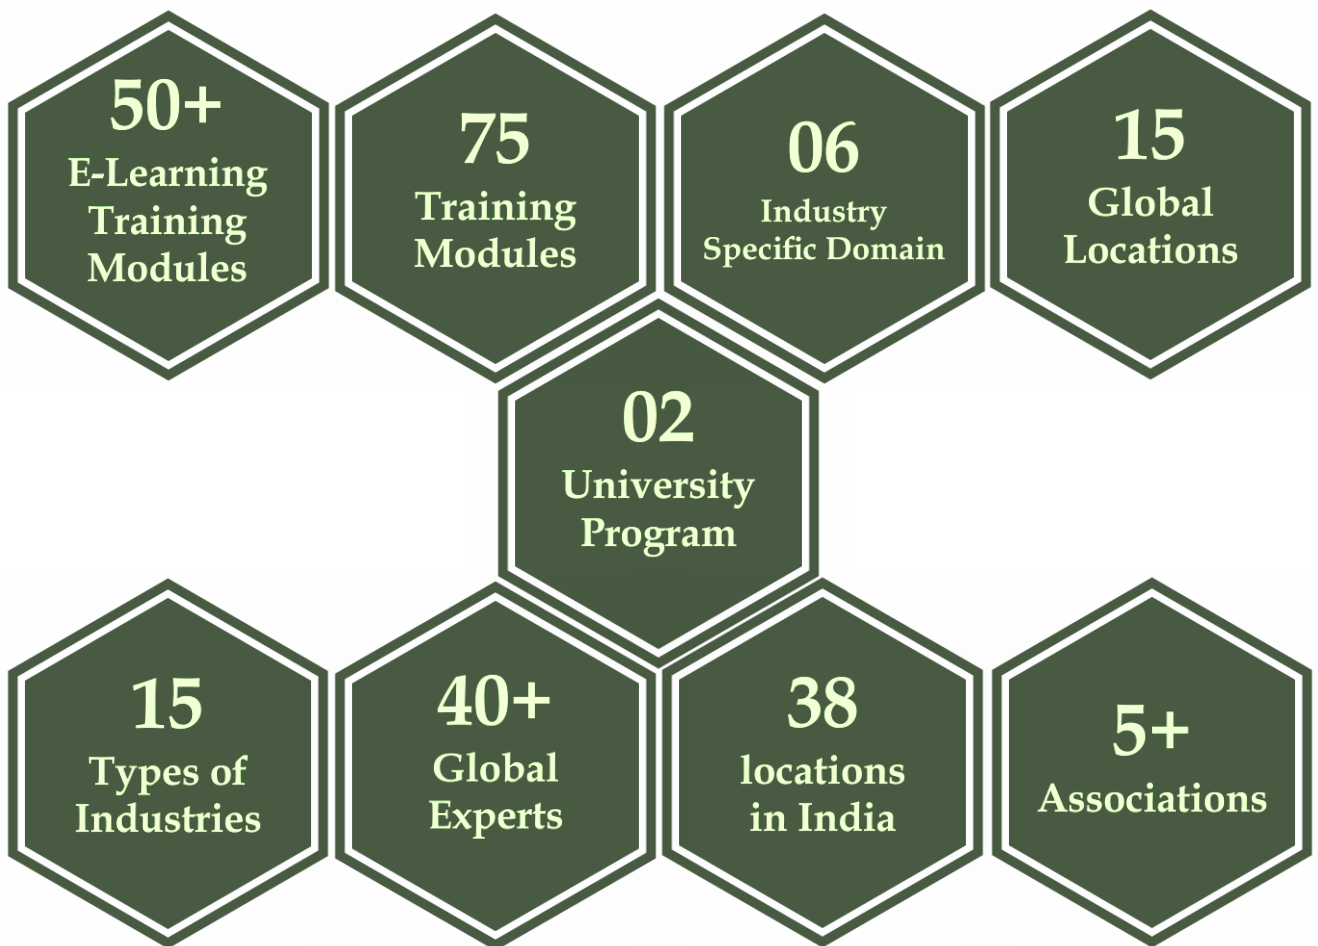 50+
E-Learning
Training
Modules
75
Training
Modules
06
Industry
Specific Domain
15
Global
Locations
02
University
Program
15
Types of
Industries
40+
Global
Experts
38
locations
in India
5+
Associations